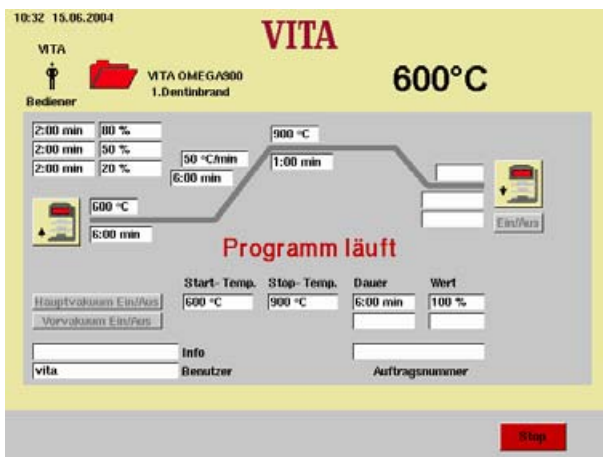 10:32 15.06.2004
VITA
VITA
Bediener
VITA OMEGA900
1.Dentinbrand
600°C
2:00 min 80 %
2:00 min 50 %
2:00 min 20 %
50 °C/min
6:00 min
900 °C
1:00 min
600 °C
6:00 min
Ein/Aus
Programm läuft
Start-Temp. Stop-Temp. Dauer Wert
600 °C 900 °C 6:00 min 100 %
Hauptvakuum Ein/Aus
Vorvakuum Ein/Aus
Info
vita Benutzer Auftragsnummer
Stop